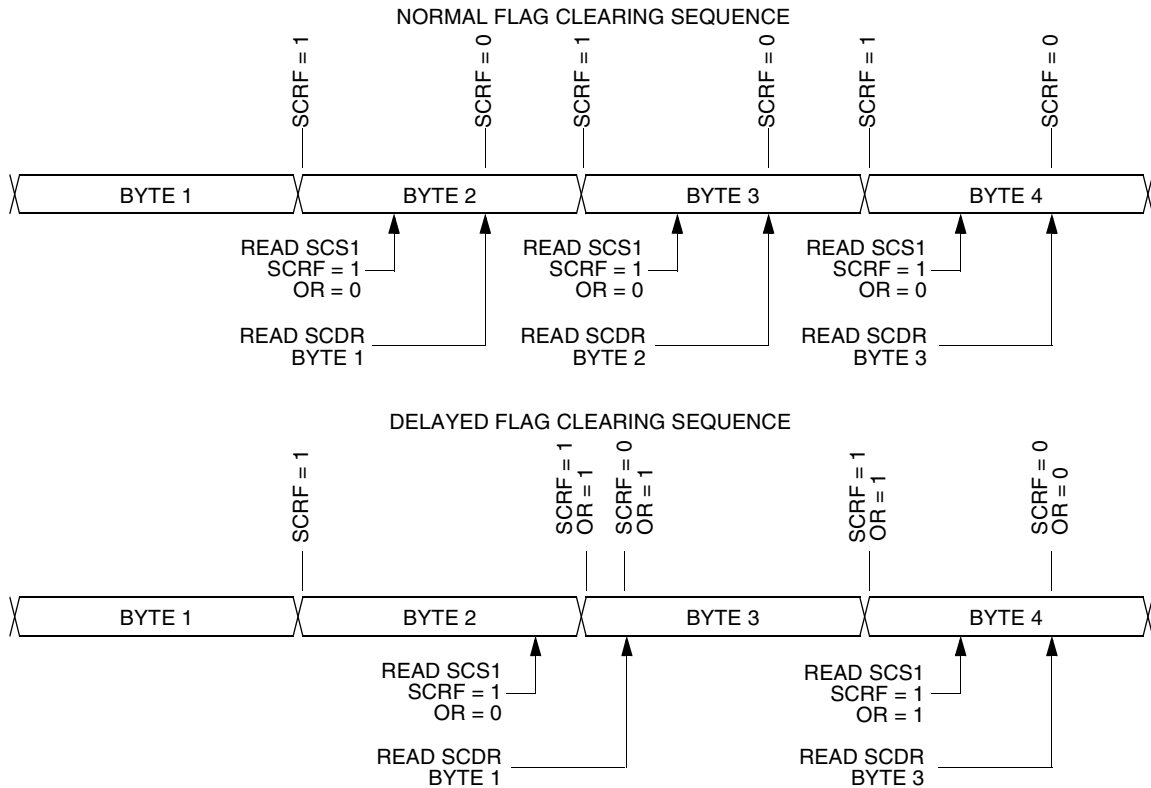 NORMAL FLAG CLEARING SEQUENCE
SCRF = 1
SCRF = 0
SCRF = 1
SCRF = 0
SCRF = 1
SCRF = 0
BYTE 1
BYTE 2
BYTE 3
BYTE 4
READ SCS1
SCRF = 1
OR = 0
READ SCS1
SCRF = 1
OR = 0
READ SCS1
SCRF = 1
OR = 0
READ SCDR
BYTE 1
READ SCDR
BYTE 2
READ SCDR
BYTE 3
DELAYED FLAG CLEARING SEQUENCE
SCRF = 1
SCRF = 1
OR = 1
SCRF = 0
OR = 1
SCRF = 1
OR = 1
SCRF = 0
OR = 0
BYTE 1
BYTE 2
BYTE 3
BYTE 4
READ SCS1
SCRF = 1
OR = 0
READ SCS1
SCRF = 1
OR = 1
READ SCDR
BYTE 1
READ SCDR
BYTE 3